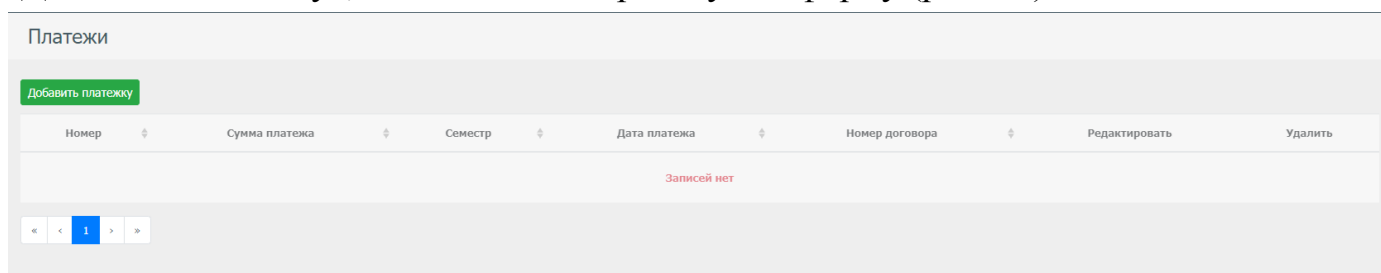 Платежи
Добавить платежку
Номер Сумма платежа Семестр Дата платежа Номер договора Редактировать Удалить
Записей нет
« ‹ 1 › »